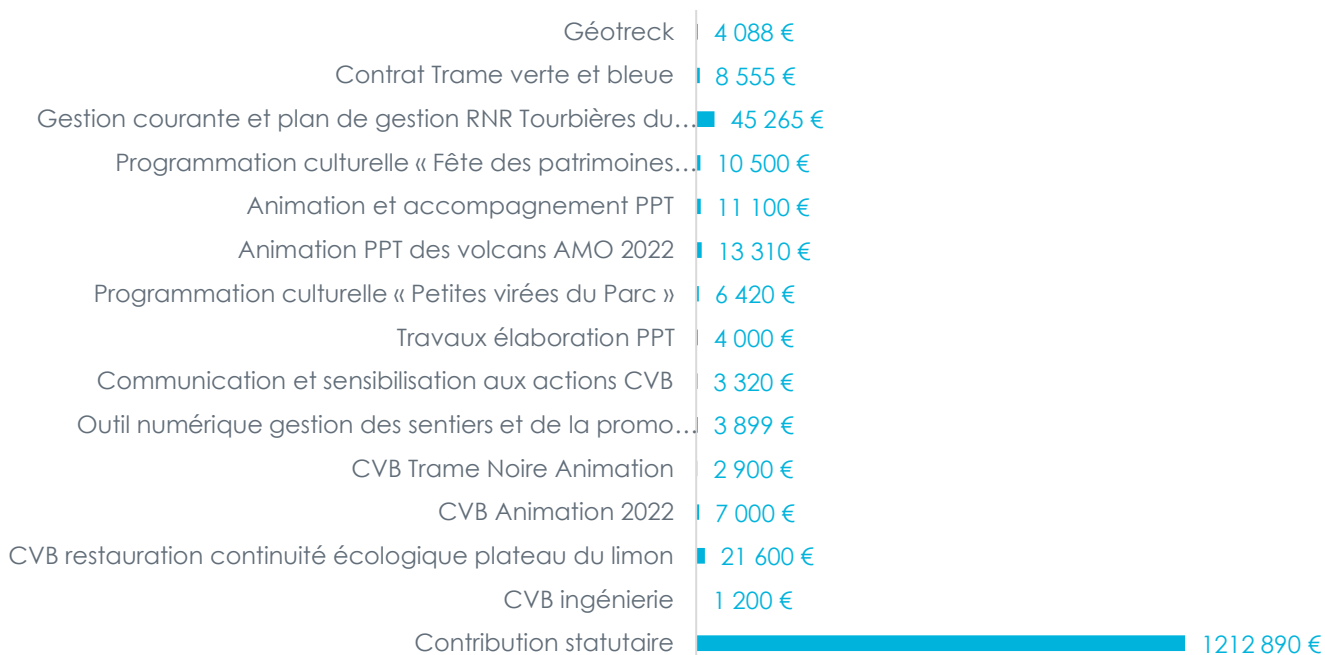 Géotreck 4 088 €
Contrat Trame verte et bleue 8 555 €
Gestion courante et plan de gestion RNR Tourbières du… 45 265 €
Programmation culturelle « Fête des patrimoines… 10 500 €
Animation et accompagnement PPT 11 100 €
Animation PPT des volcans AMO 2022 13 310 €
Programmation culturelle « Petites virées du Parc » 6 420 €
Travaux élaboration PPT 4 000 €
Communication et sensibilisation aux actions CVB 3 320 €
Outil numérique gestion des sentiers et de la promo… 3 899 €
CVB Trame Noire Animation 2 900 €
CVB Animation 2022 7 000 €
CVB restauration continuité écologique plateau du limon 21 600 €
CVB ingénierie 1 200 €
Contribution statutaire 1212 890 €